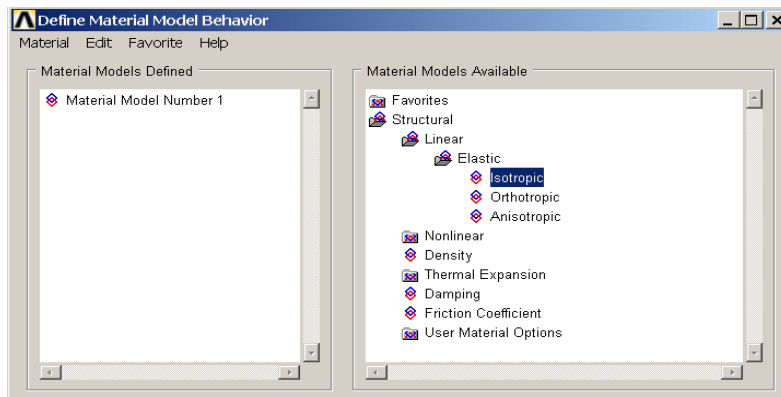 Define Material Model Behavior
Material Edit Favorite Help
Material Models Defined
Material Model Number 1
Material Models Available
Favorites
Structural
Linear
Elastic
Isotropic
Orthotropic
Anisotropic
Nonlinear
Density
Thermal Expansion
Damping
Friction Coefficient
User Material Options